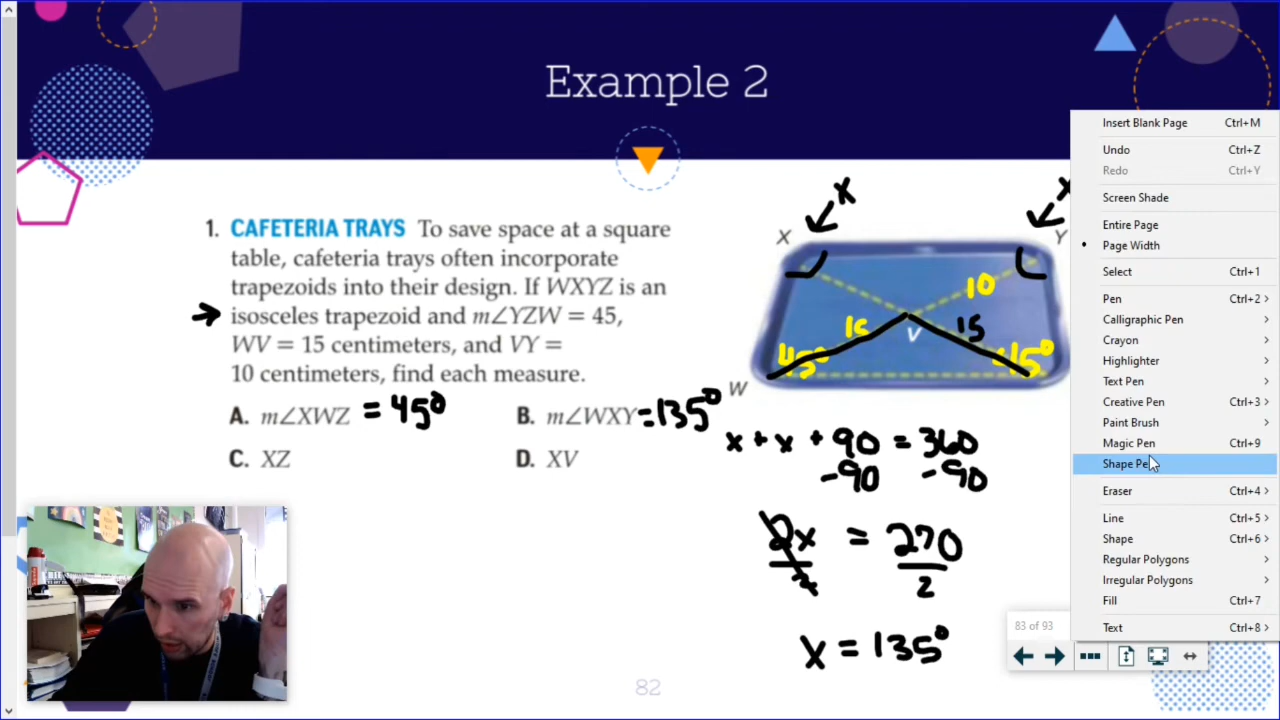 Example 2
1. CAFETERIA TRAYS To save space at a square
table, cafeteria trays often incorporate
trapezoids into their design. If WXYZ is an
isosceles trapezoid and m∠YZW = 45,
WV = 15 centimeters, and VY =
10 centimeters, find each measure.
A. m∠XWZ = 45°
B. m∠WXY = 135°
C. XZ
D. XV
X
X
X
Y
10
15
15
V
45°
45°
W
x + x + 90 = 360
-90 -90
2x = 270
2 2
x = 135°
82
Insert Blank Page Ctrl+M
Undo Ctrl+Z
Redo Ctrl+Y
Screen Shade
Entire Page
Page Width
Select Ctrl+1
Pen Ctrl+2
Calligraphic Pen
Crayon
Highlighter
Text Pen
Creative Pen Ctrl+3
Paint Brush
Magic Pen Ctrl+9
Shape Pen
Eraser Ctrl+4
Line Ctrl+5
Shape Ctrl+6
Regular Polygons
Irregular Polygons
Fill Ctrl+7
Text Ctrl+8
83 of 93